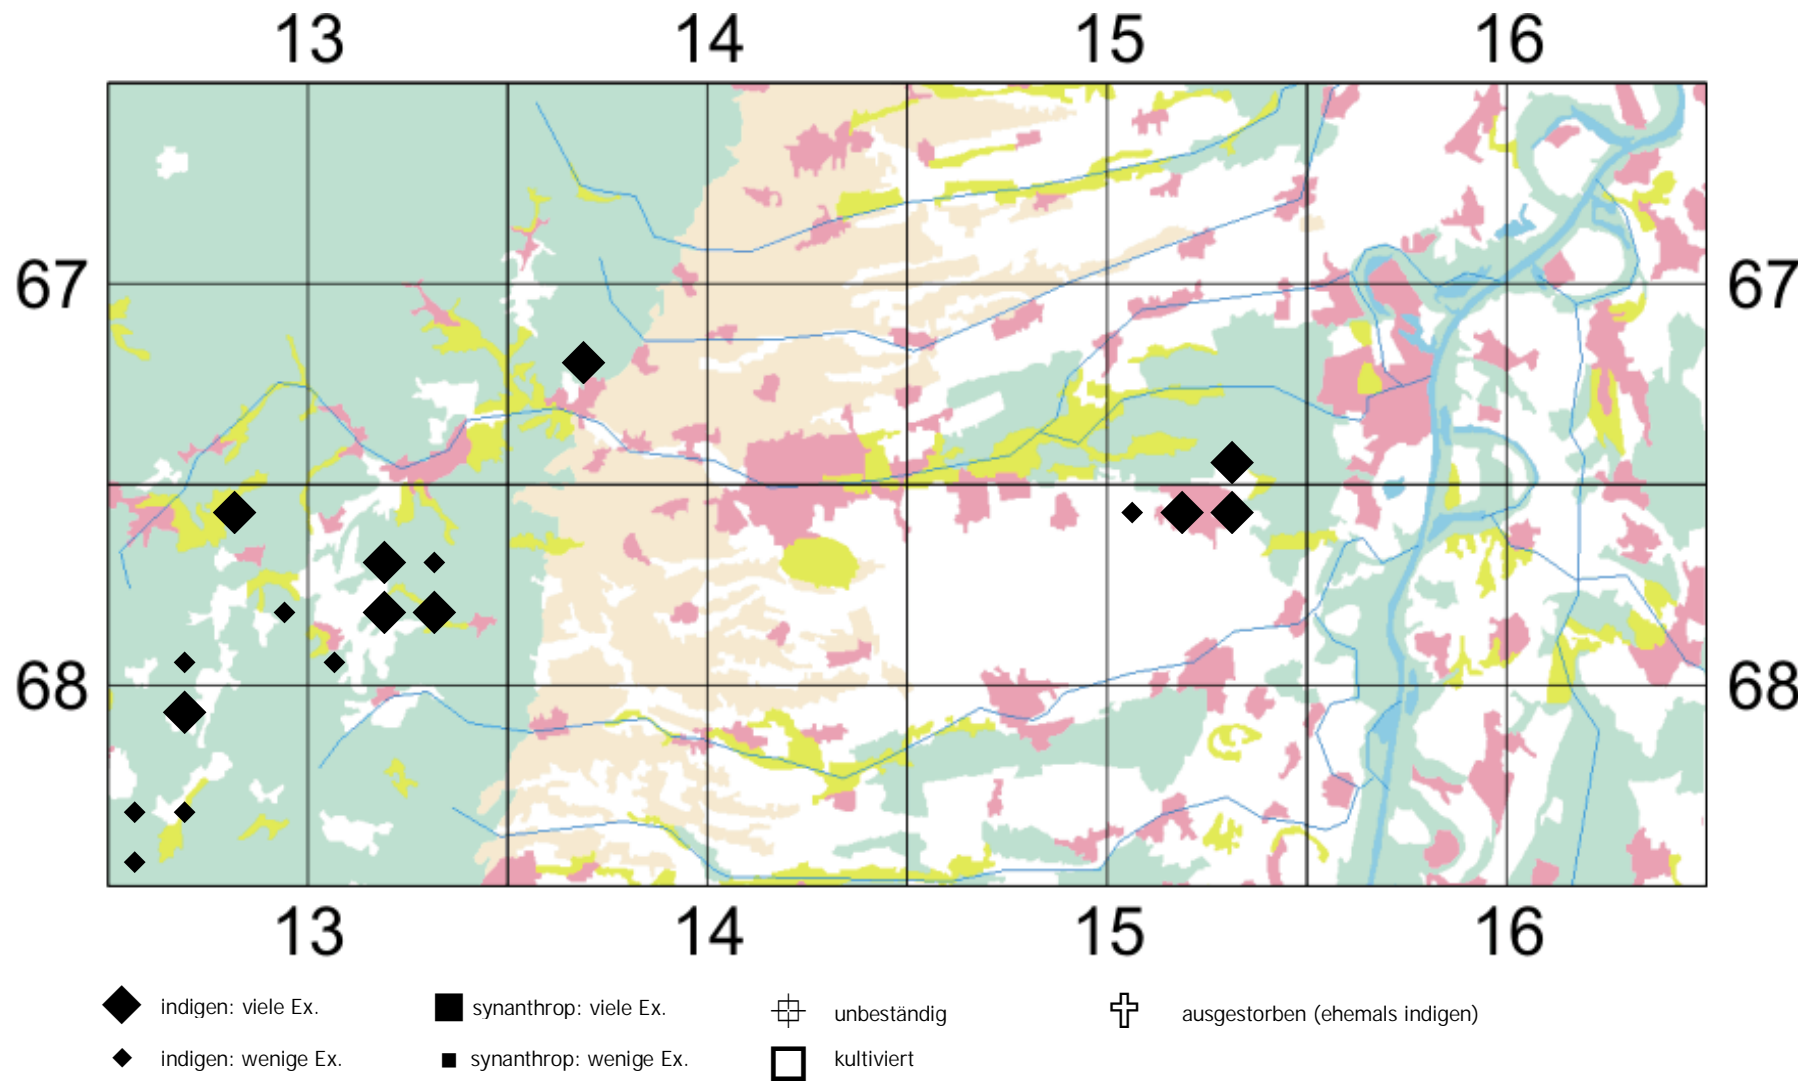 13 14 15 16
67 67
68 68
13 14 15 16
indigen: viele Ex. synanthrop: viele Ex. unbeständig ausgestorben (ehemals indigen)
indigen: wenige Ex. synanthrop: wenige Ex. kultiviert